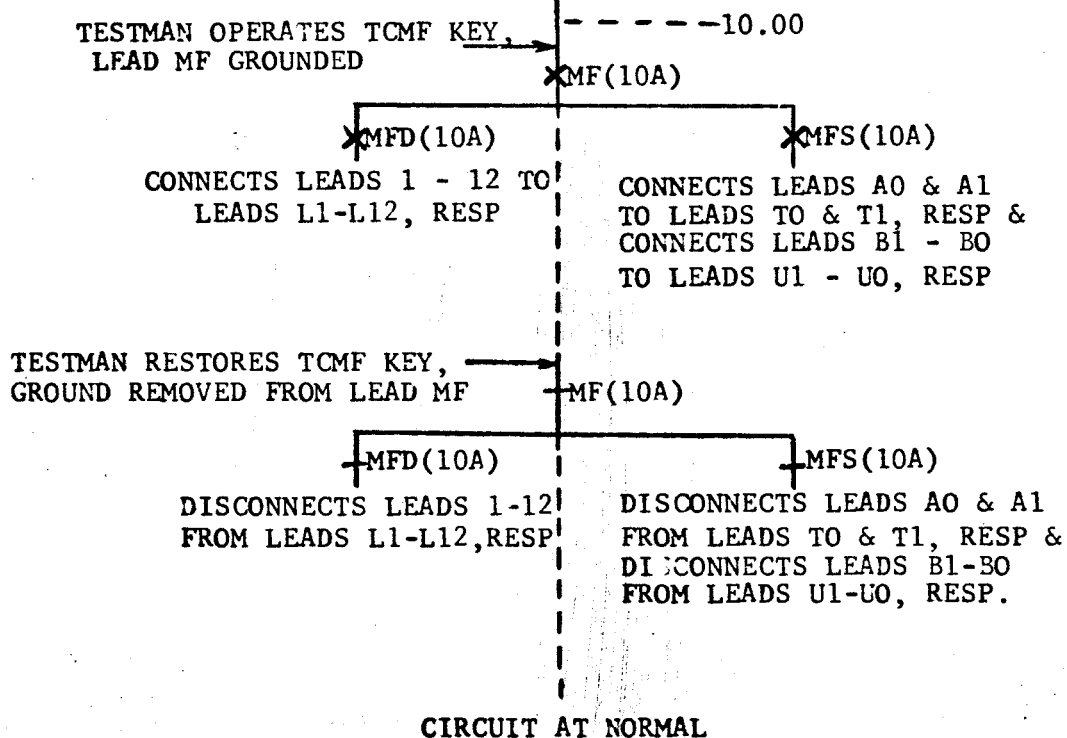 10.00
TESTMAN OPERATES TCMF KEY,
LEAD MF GROUNDED
MF(10A)
MFD(10A)
MFS(10A)
CONNECTS LEADS 1 - 12 TO
LEADS L1-L12, RESP
CONNECTS LEADS A0 & A1
TO LEADS T0 & T1, RESP &
CONNECTS LEADS B1 - B0
TO LEADS U1 - U0, RESP
TESTMAN RESTORES TCMF KEY,
GROUND REMOVED FROM LEAD MF
MF(10A)
MFD(10A)
MFS(10A)
DISCONNECTS LEADS 1-12
FROM LEADS L1-L12,RESP
DISCONNECTS LEADS A0 & A1
FROM LEADS T0 & T1, RESP &
DISCONNECTS LEADS B1-B0
FROM LEADS U1-U0, RESP.
CIRCUIT AT NORMAL